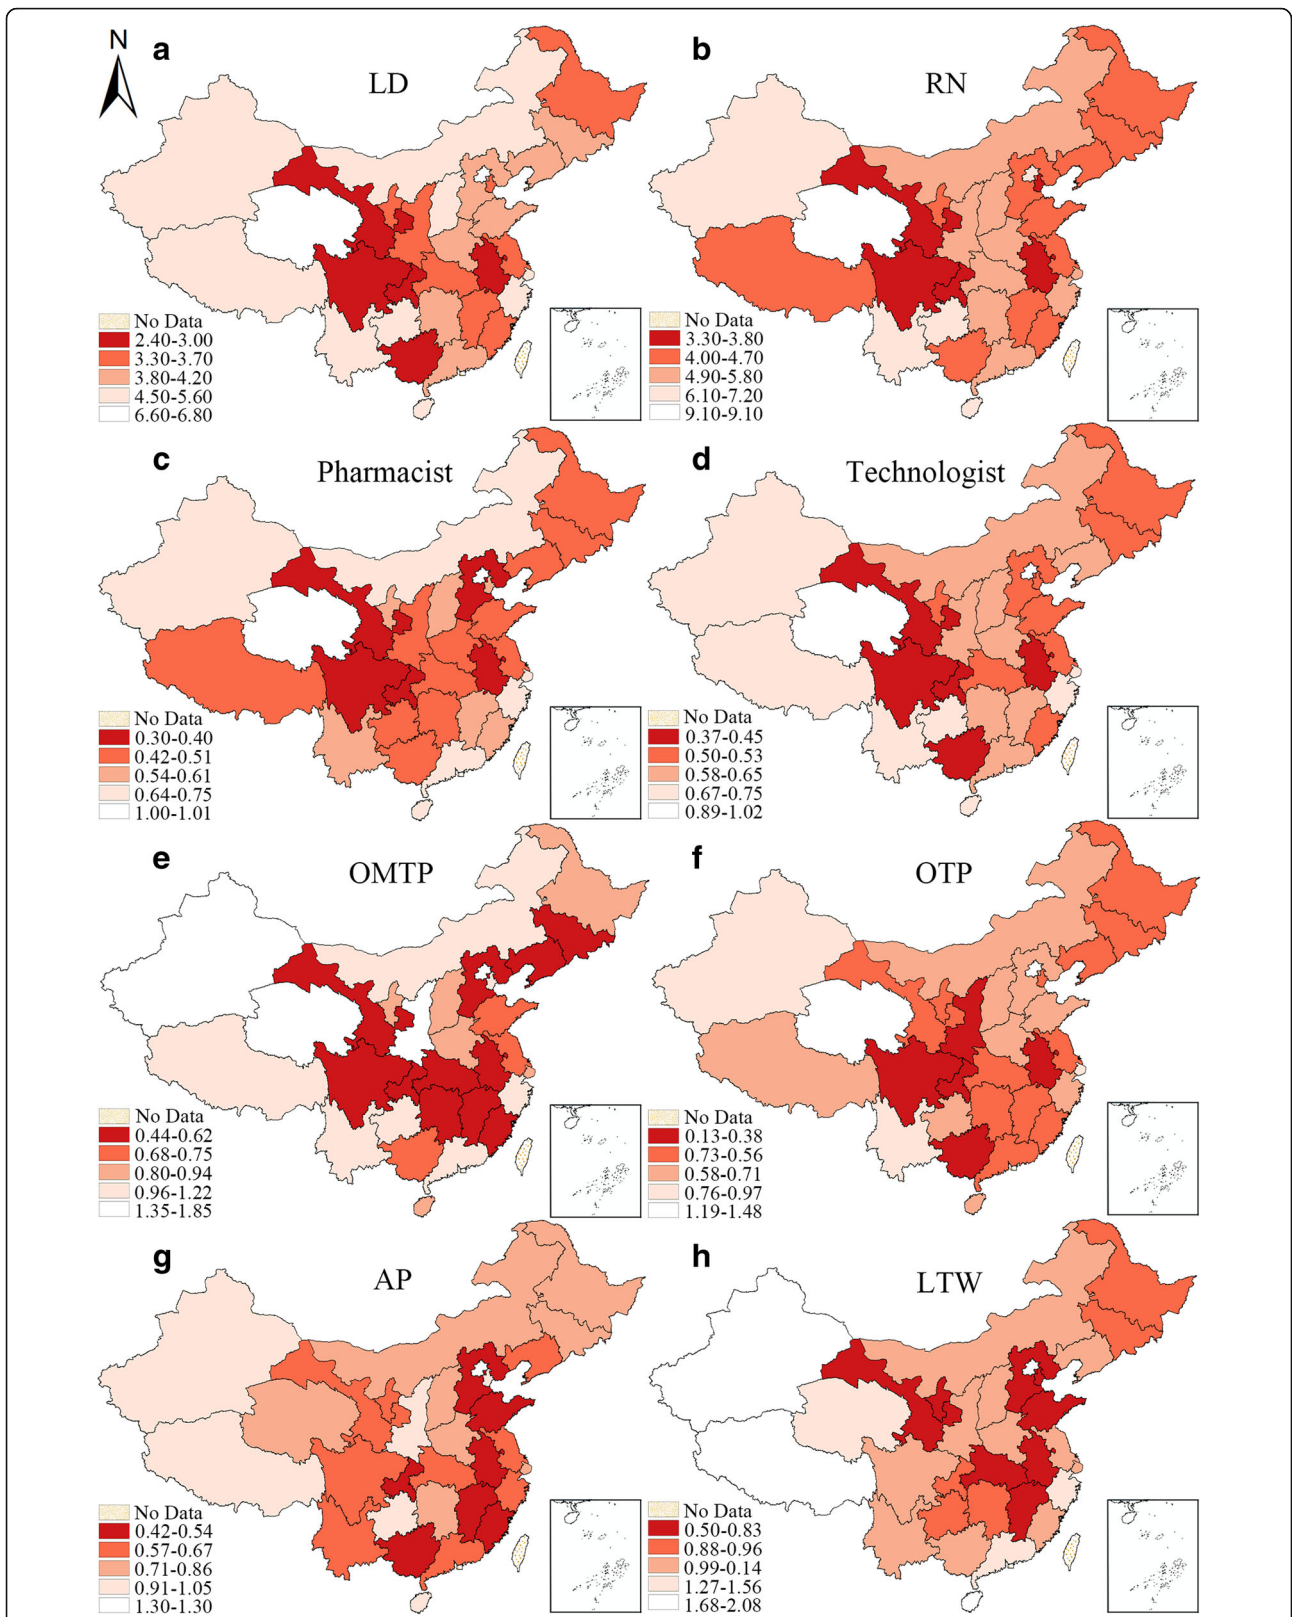 N
a
LD
No Data
2.40-3.00
3.30-3.70
3.80-4.20
4.50-5.60
6.60-6.80
b
RN
No Data
3.30-3.80
4.00-4.70
4.90-5.80
6.10-7.20
9.10-9.10
c
Pharmacist
No Data
0.30-0.40
0.42-0.51
0.54-0.61
0.64-0.75
1.00-1.01
d
Technologist
No Data
0.37-0.45
0.50-0.53
0.58-0.65
0.67-0.75
0.89-1.02
e
OMTP
No Data
0.44-0.62
0.68-0.75
0.80-0.94
0.96-1.22
1.35-1.85
f
OTP
No Data
0.13-0.38
0.73-0.56
0.58-0.71
0.76-0.97
1.19-1.48
g
AP
No Data
0.42-0.54
0.57-0.67
0.71-0.86
0.91-1.05
1.30-1.30
h
LTW
No Data
0.50-0.83
0.88-0.96
0.99-0.14
1.27-1.56
1.68-2.08